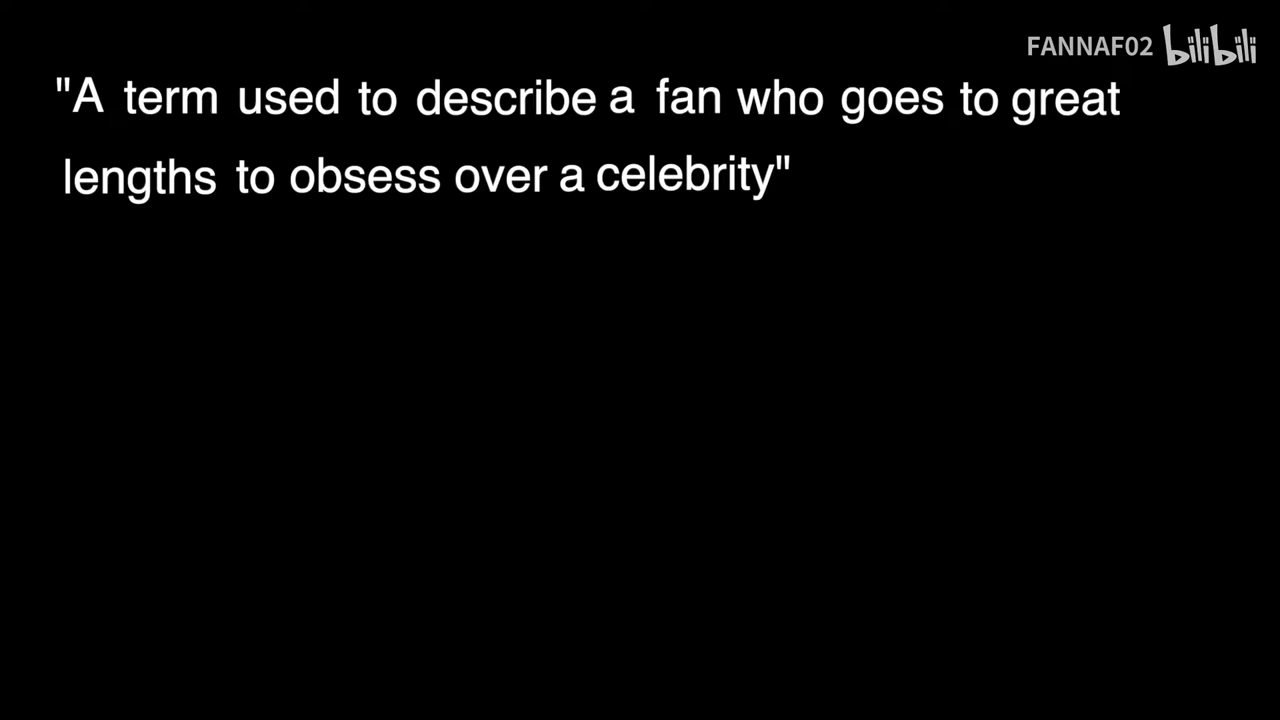 FANNAF02 bilibili
"A term used to describe a fan who goes to great
lengths to obsess over a celebrity"